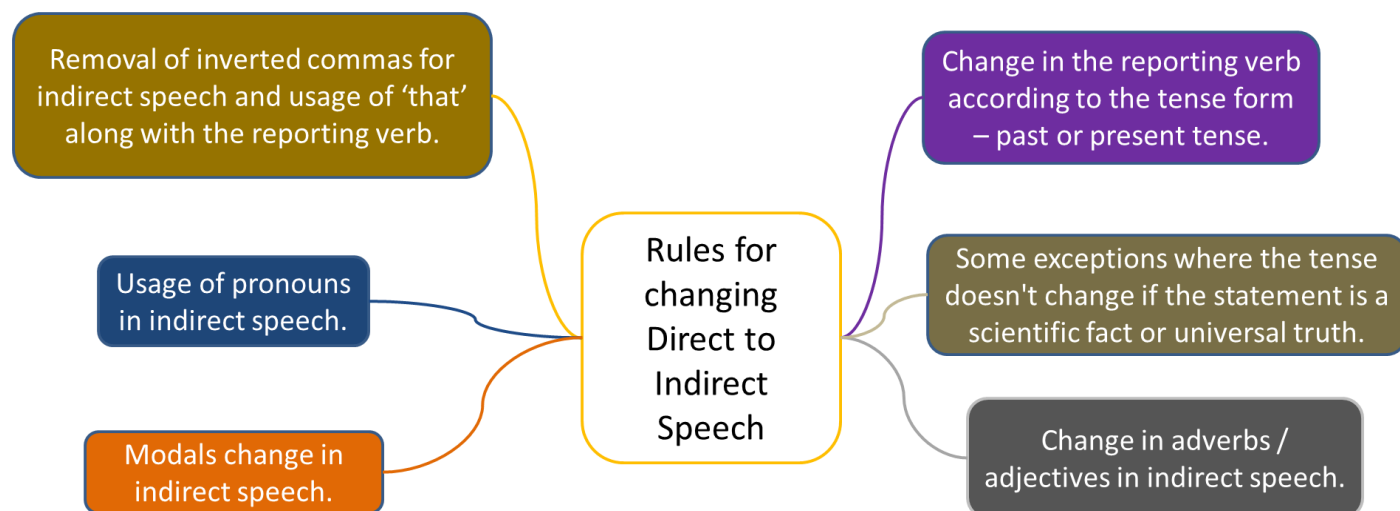 Removal of inverted commas for
indirect speech and usage of ‘that’
along with the reporting verb.
Usage of pronouns
in indirect speech.
Modals change in
indirect speech.
Rules for
changing
Direct to
Indirect
Speech
Change in the reporting verb
according to the tense form
– past or present tense.
Some exceptions where the tense
doesn't change if the statement is a
scientific fact or universal truth.
Change in adverbs /
adjectives in indirect speech.